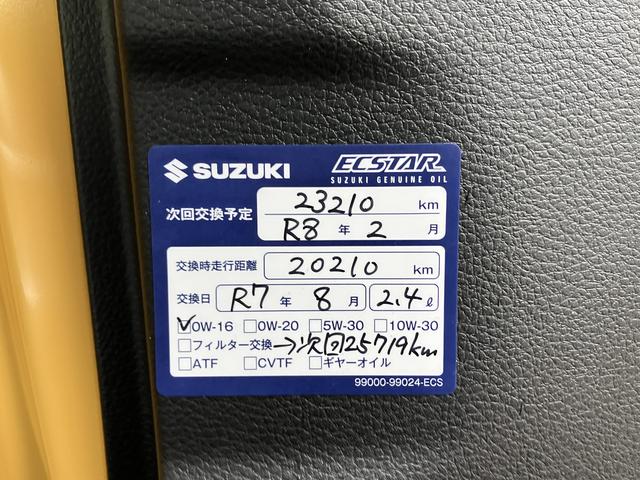 SUZUKI ECSTAR
SUZUKI GENUINE OIL
次回交換予定 23210 km
R8 年 2 月
交換時走行距離 20210 km
交換日 R7 年 8 月 2.4 ℓ
☑0W-16 □0W-20 □5W-30 □10W-30
□フィルター交換→次回25719km
□ATF □CVTF □ギヤーオイル
99000-99024-ECS